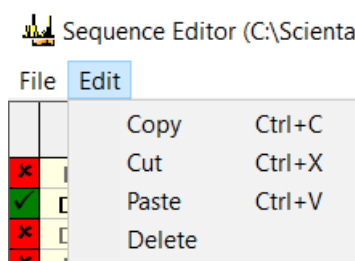 Sequence Editor (C:\Scienta
File Edit
Copy Ctrl+C
Cut Ctrl+X
Paste Ctrl+V
Delete